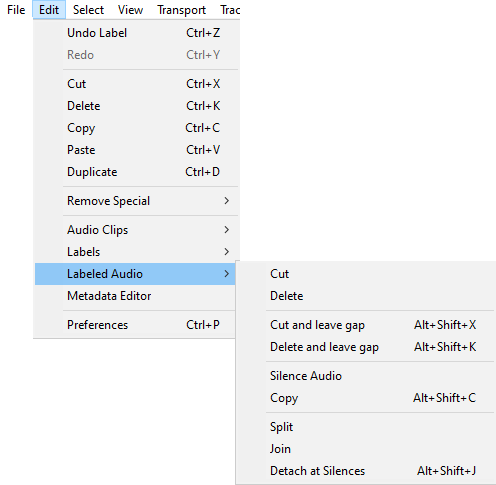 File Edit Select View Transport Trac
Undo Label Ctrl+Z
Redo Ctrl+Y
Cut Ctrl+X
Delete Ctrl+K
Copy Ctrl+C
Paste Ctrl+V
Duplicate Ctrl+D
Remove Special >
Audio Clips >
Labels >
Labeled Audio >
Metadata Editor
Preferences Ctrl+P
Cut
Delete
Cut and leave gap Alt+Shift+X
Delete and leave gap Alt+Shift+K
Silence Audio
Copy Alt+Shift+C
Split
Join
Detach at Silences Alt+Shift+J